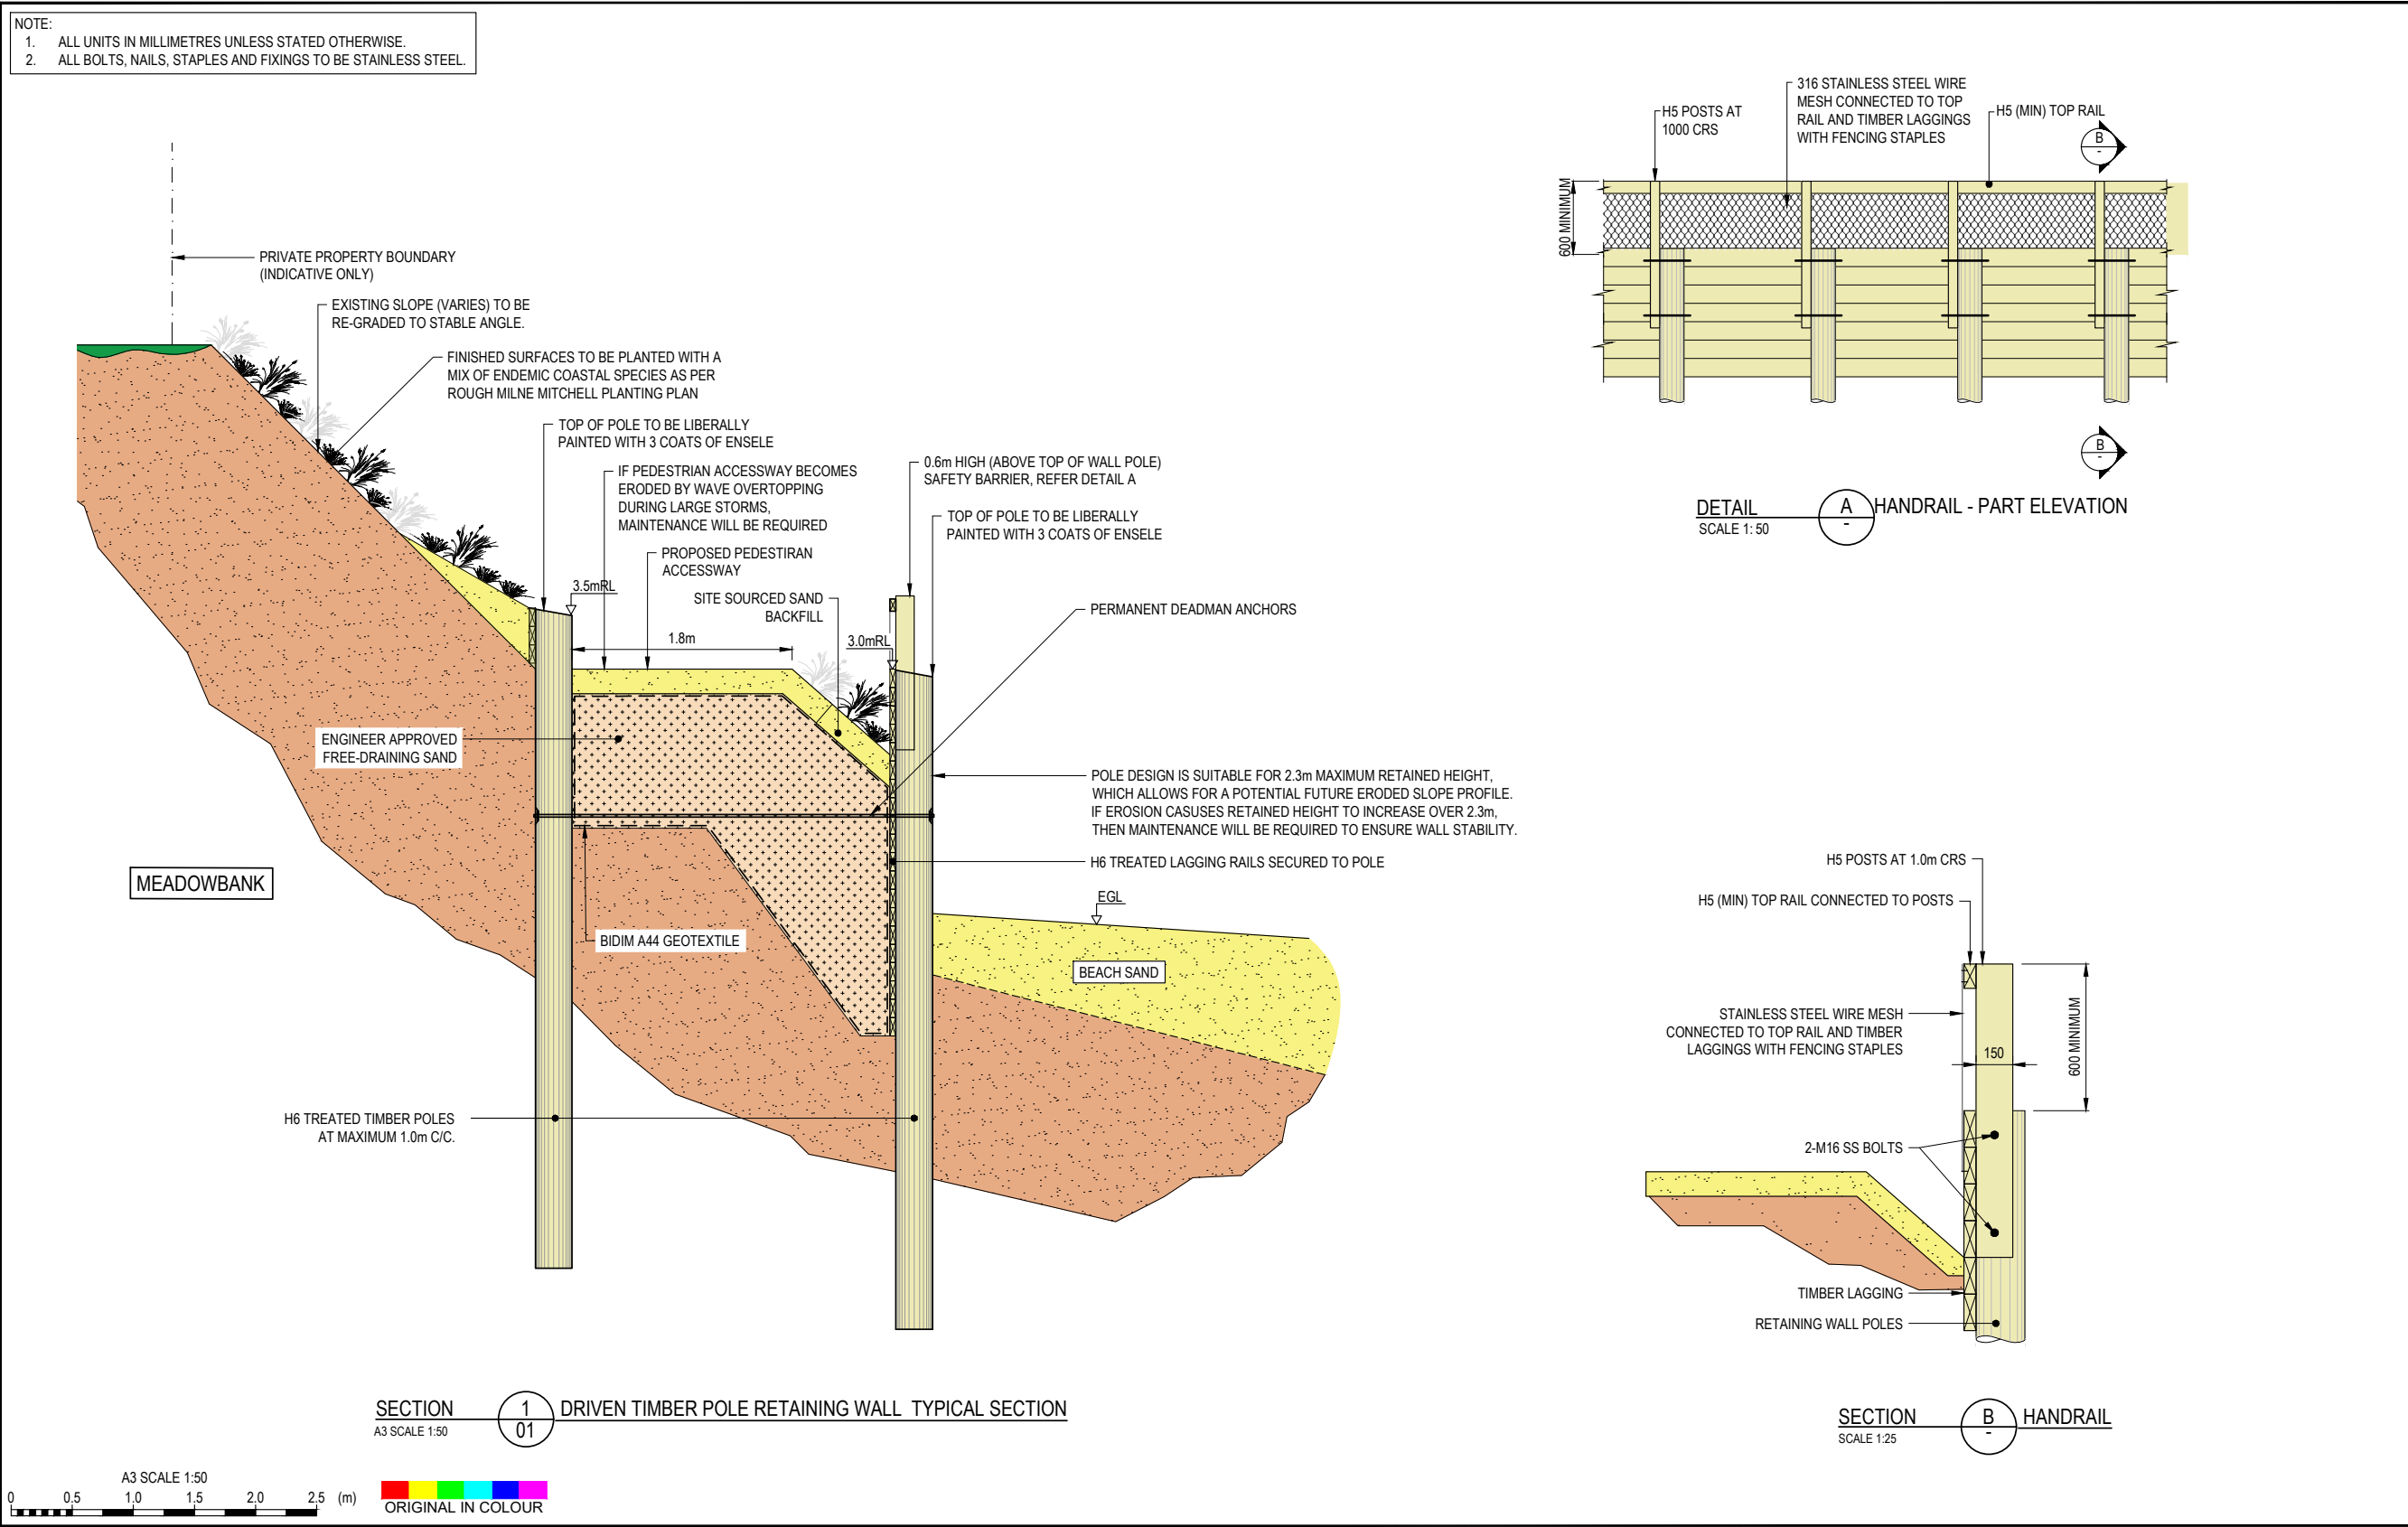 NOTE:
1. ALL UNITS IN MILLIMETRES UNLESS STATED OTHERWISE.
2. ALL BOLTS, NAILS, STAPLES AND FIXINGS TO BE STAINLESS STEEL.
PRIVATE PROPERTY BOUNDARY
(INDICATIVE ONLY)
EXISTING SLOPE (VARIES) TO BE
RE-GRADED TO STABLE ANGLE.
FINISHED SURFACES TO BE PLANTED WITH A
MIX OF ENDEMIC COASTAL SPECIES AS PER
ROUGH MILNE MITCHELL PLANTING PLAN
TOP OF POLE TO BE LIBERALLY
PAINTED WITH 3 COATS OF ENSELE
IF PEDESTRIAN ACCESSWAY BECOMES
ERODED BY WAVE OVERTOPPING
DURING LARGE STORMS,
MAINTENANCE WILL BE REQUIRED
PROPOSED PEDESTIRAN
ACCESSWAY
3.5mRL
SITE SOURCED SAND
BACKFILL
1.8m
3.0mRL
0.6m HIGH (ABOVE TOP OF WALL POLE)
SAFETY BARRIER, REFER DETAIL A
TOP OF POLE TO BE LIBERALLY
PAINTED WITH 3 COATS OF ENSELE
PERMANENT DEADMAN ANCHORS
ENGINEER APPROVED
FREE-DRAINING SAND
POLE DESIGN IS SUITABLE FOR 2.3m MAXIMUM RETAINED HEIGHT,
WHICH ALLOWS FOR A POTENTIAL FUTURE ERODED SLOPE PROFILE.
IF EROSION CASUSES RETAINED HEIGHT TO INCREASE OVER 2.3m,
THEN MAINTENANCE WILL BE REQUIRED TO ENSURE WALL STABILITY.
H6 TREATED LAGGING RAILS SECURED TO POLE
MEADOWBANK
EGL
BIDIM A44 GEOTEXTILE
BEACH SAND
H6 TREATED TIMBER POLES
AT MAXIMUM 1.0m C/C.
SECTION 1 DRIVEN TIMBER POLE RETAINING WALL TYPICAL SECTION
A3 SCALE 1:50 01
A3 SCALE 1:50
0 0.5 1.0 1.5 2.0 2.5 (m)
ORIGINAL IN COLOUR
H5 POSTS AT
1000 CRS
316 STAINLESS STEEL WIRE
MESH CONNECTED TO TOP
RAIL AND TIMBER LAGGINGS
WITH FENCING STAPLES
H5 (MIN) TOP RAIL
B
-
600 MINIMUM
B
-
DETAIL A HANDRAIL - PART ELEVATION
SCALE 1: 50 -
H5 POSTS AT 1.0m CRS
H5 (MIN) TOP RAIL CONNECTED TO POSTS
STAINLESS STEEL WIRE MESH
CONNECTED TO TOP RAIL AND TIMBER
LAGGINGS WITH FENCING STAPLES
150
600 MINIMUM
2-M16 SS BOLTS
TIMBER LAGGING
RETAINING WALL POLES
SECTION B HANDRAIL
SCALE 1:25 -